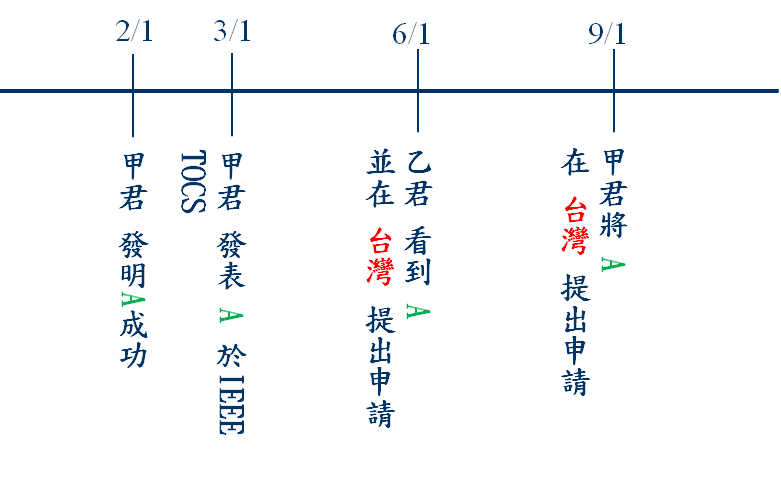 2/1
3/1
6/1
9/1
甲君 發明A成功
甲君 發表 A 於IEEE
TOCS
乙君 看到 A
並在 台灣 提出申請
甲君將 A
在 台灣 提出申請